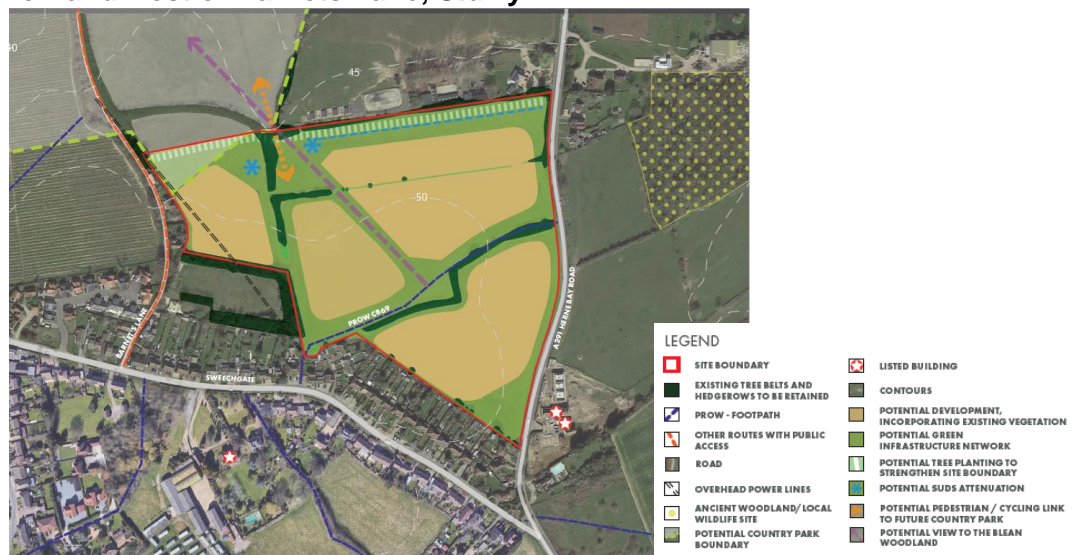 40
45
50
PROW CB69
A291 HERNE BAY ROAD
BARNET'S LANE
SWEECHGATE
LEGEND
SITE BOUNDARY
EXISTING TREE BELTS AND
HEDGEROWS TO BE RETAINED
PROW - FOOTPATH
OTHER ROUTES WITH PUBLIC
ACCESS
ROAD
OVERHEAD POWER LINES
ANCIENT WOODLAND/ LOCAL
WILDLIFE SITE
POTENTIAL COUNTRY PARK
BOUNDARY
LISTED BUILDING
CONTOURS
POTENTIAL DEVELOPMENT,
INCORPORATING EXISTING VEGETATION
POTENTIAL GREEN
INFRASTRUCTURE NETWORK
POTENTIAL TREE PLANTING TO
STRENGTHEN SITE BOUNDARY
POTENTIAL SUDS ATTENUATION
POTENTIAL PEDESTRIAN / CYCLING LINK
TO FUTURE COUNTRY PARK
POTENTIAL VIEW TO THE BLEAN
WOODLAND